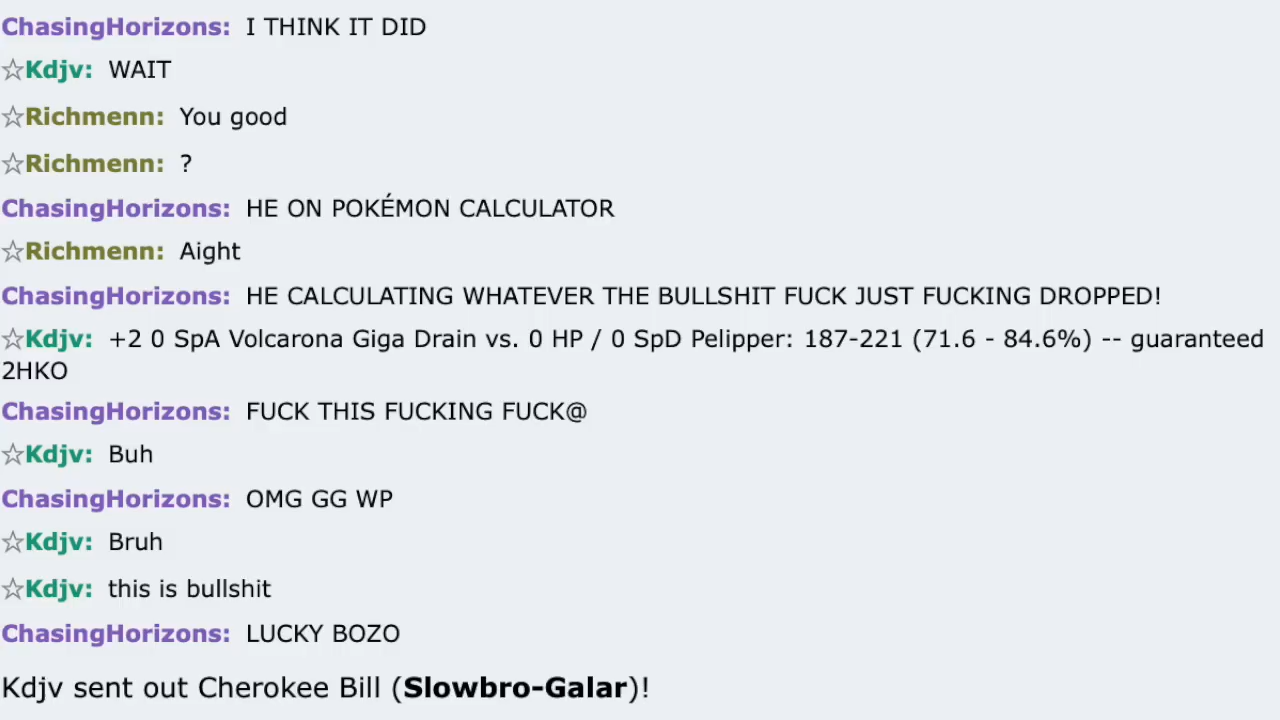 ChasingHorizons: I THINK IT DID
☆Kdjv: WAIT
☆Richmenn: You good
☆Richmenn: ?
ChasingHorizons: HE ON POKÉMON CALCULATOR
☆Richmenn: Aight
ChasingHorizons: HE CALCULATING WHATEVER THE BULLSHIT FUCK JUST FUCKING DROPPED!
☆Kdjv: +2 0 SpA Volcarona Giga Drain vs. 0 HP / 0 SpD Pelipper: 187-221 (71.6 - 84.6%) -- guaranteed
2HKO
ChasingHorizons: FUCK THIS FUCKING FUCK@
☆Kdjv: Buh
ChasingHorizons: OMG GG WP
☆Kdjv: Bruh
☆Kdjv: this is bullshit
ChasingHorizons: LUCKY BOZO
Kdjv sent out Cherokee Bill (Slowbro-Galar)!